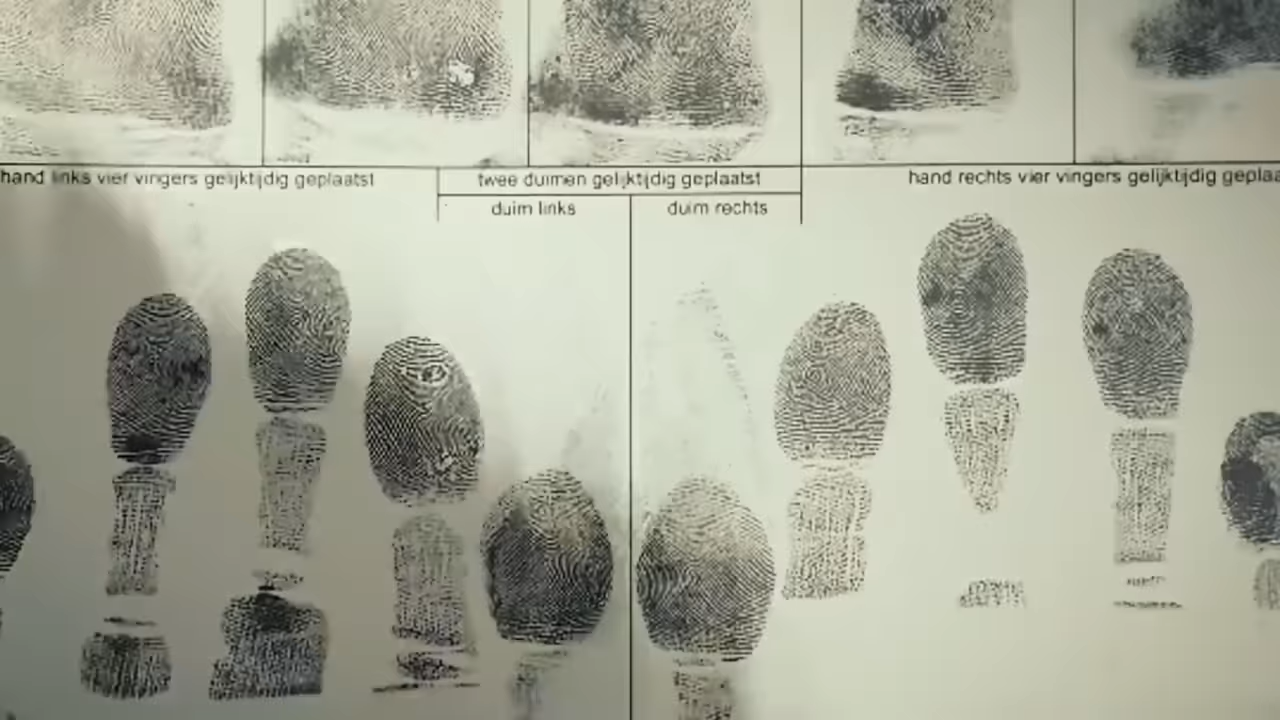 hand links vier vingers gelijktijdig geplaatst
twee duimen gelijktijdig geplaatst
hand rechts vier vingers gelijktijdig
duim links
duim rechts